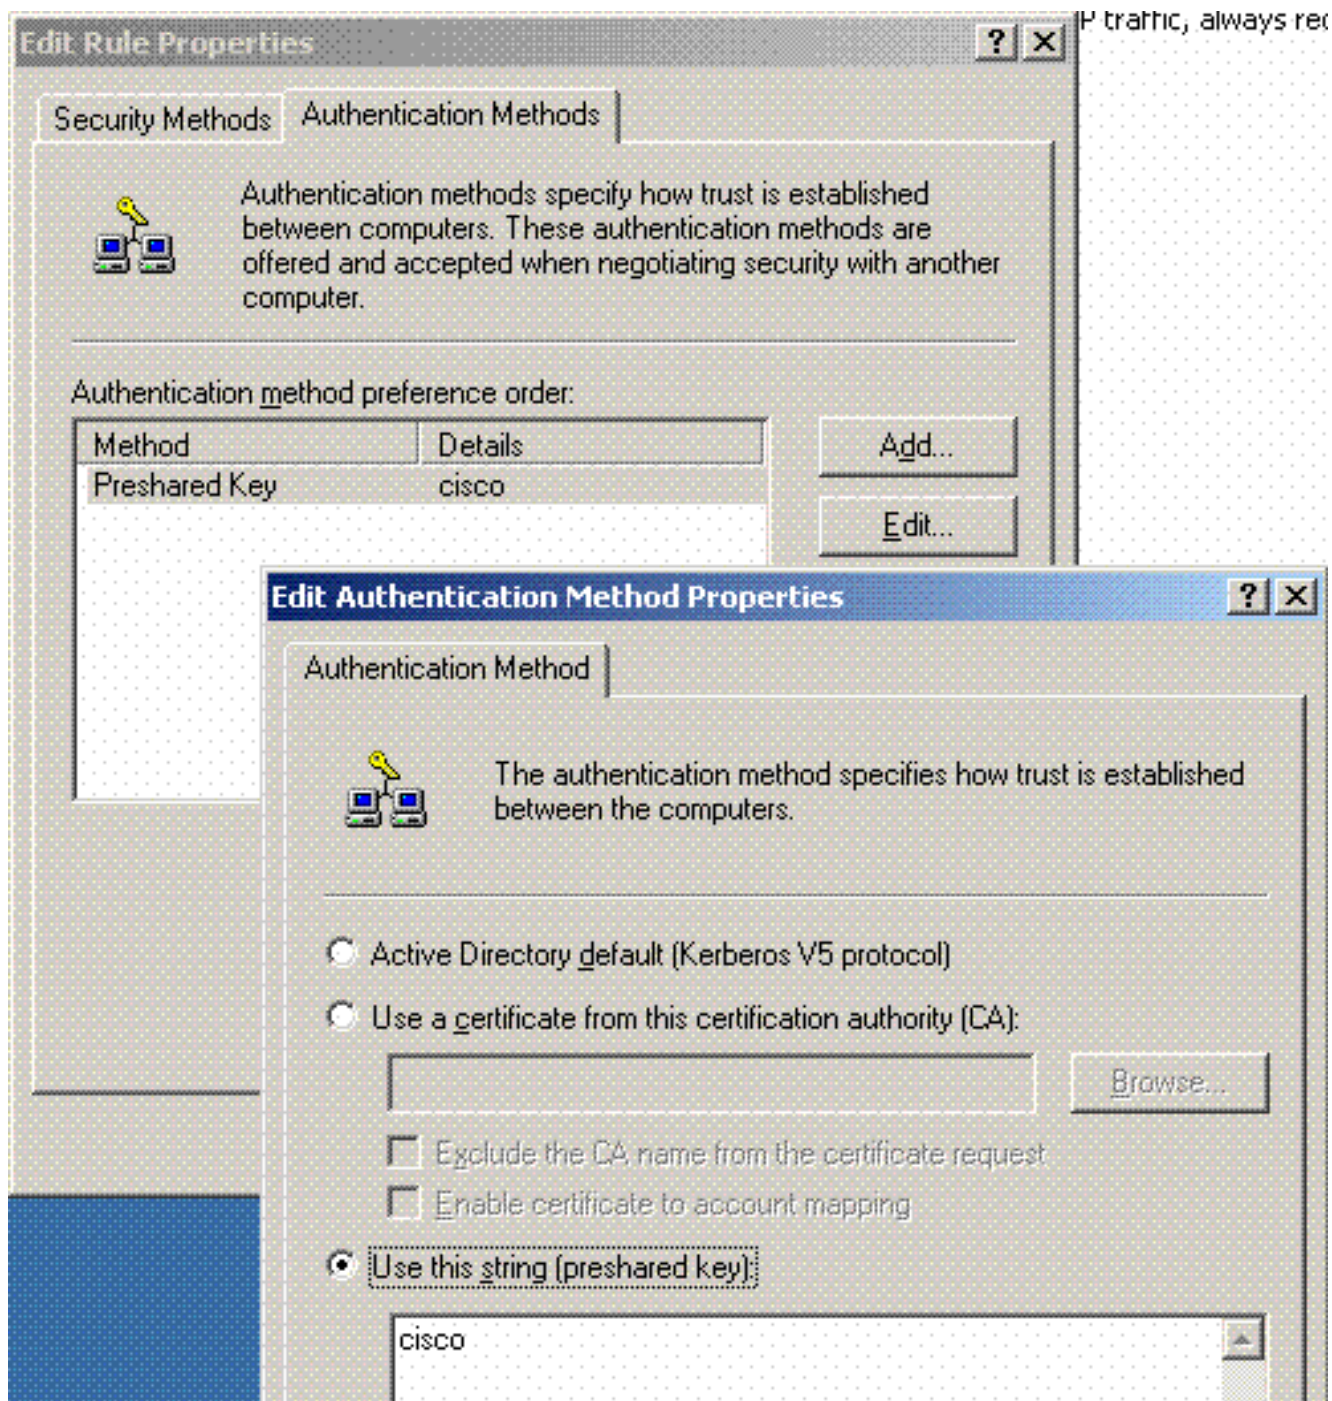 P traffic, always rec
Edit Rule Properties
Security Methods
Authentication Methods
Authentication methods specify how trust is established
between computers. These authentication methods are
offered and accepted when negotiating security with another
computer.
Authentication method preference order:
Method Details
Preshared Key cisco
Add...
Edit...
Edit Authentication Method Properties
Authentication Method
The authentication method specifies how trust is established
between the computers.
Active Directory default (Kerberos V5 protocol)
Use a certificate from this certification authority (CA):
Browse...
Exclude the CA name from the certificate request
Enable certificate to account mapping
Use this string (preshared key):
cisco